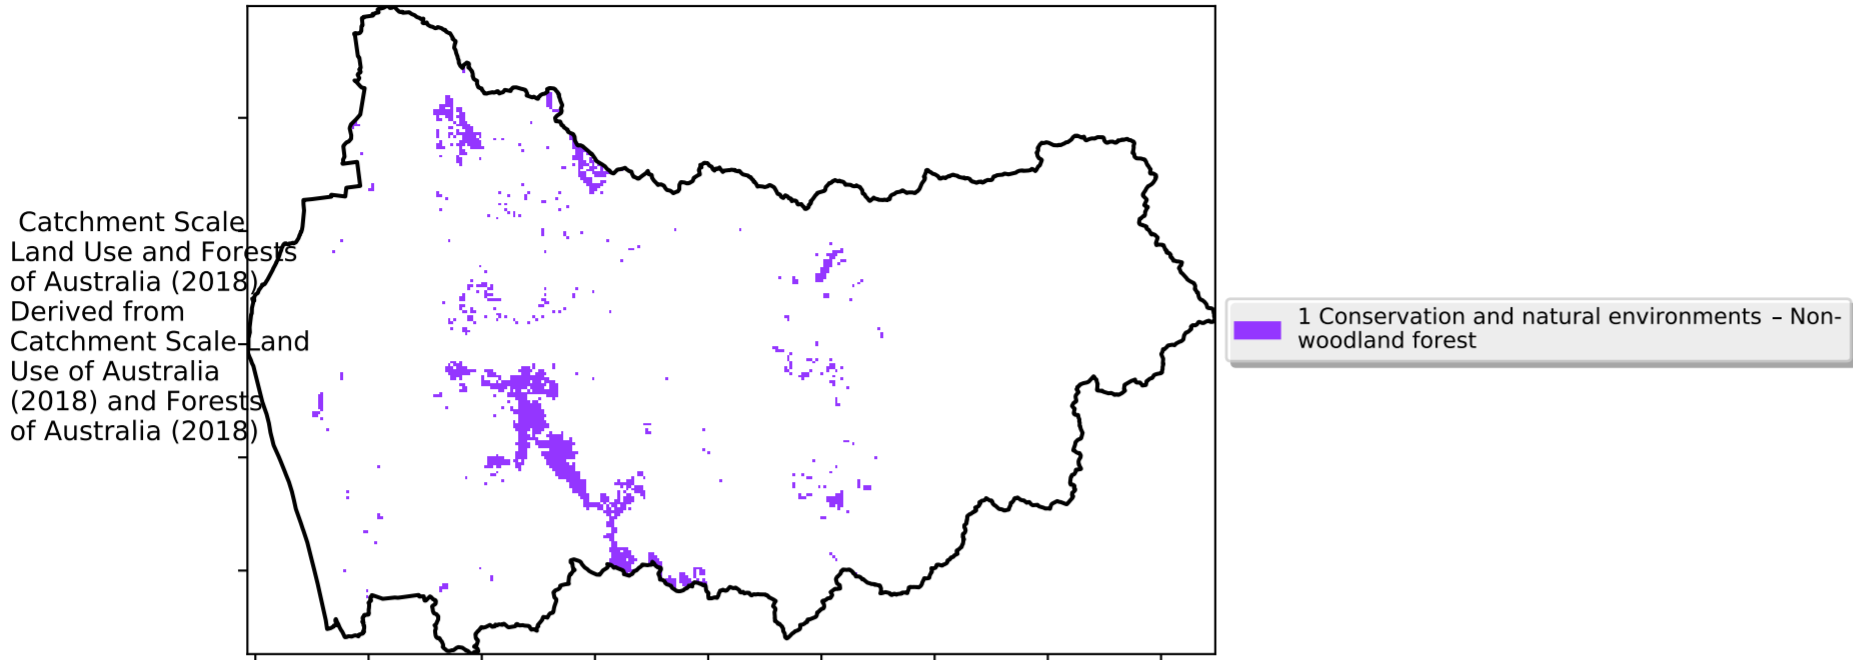 Catchment Scale
Land Use and Forests
of Australia (2018)
Derived from
Catchment Scale Land
Use of Australia
(2018) and Forests
of Australia (2018)
1 Conservation and natural environments – Non-
woodland forest